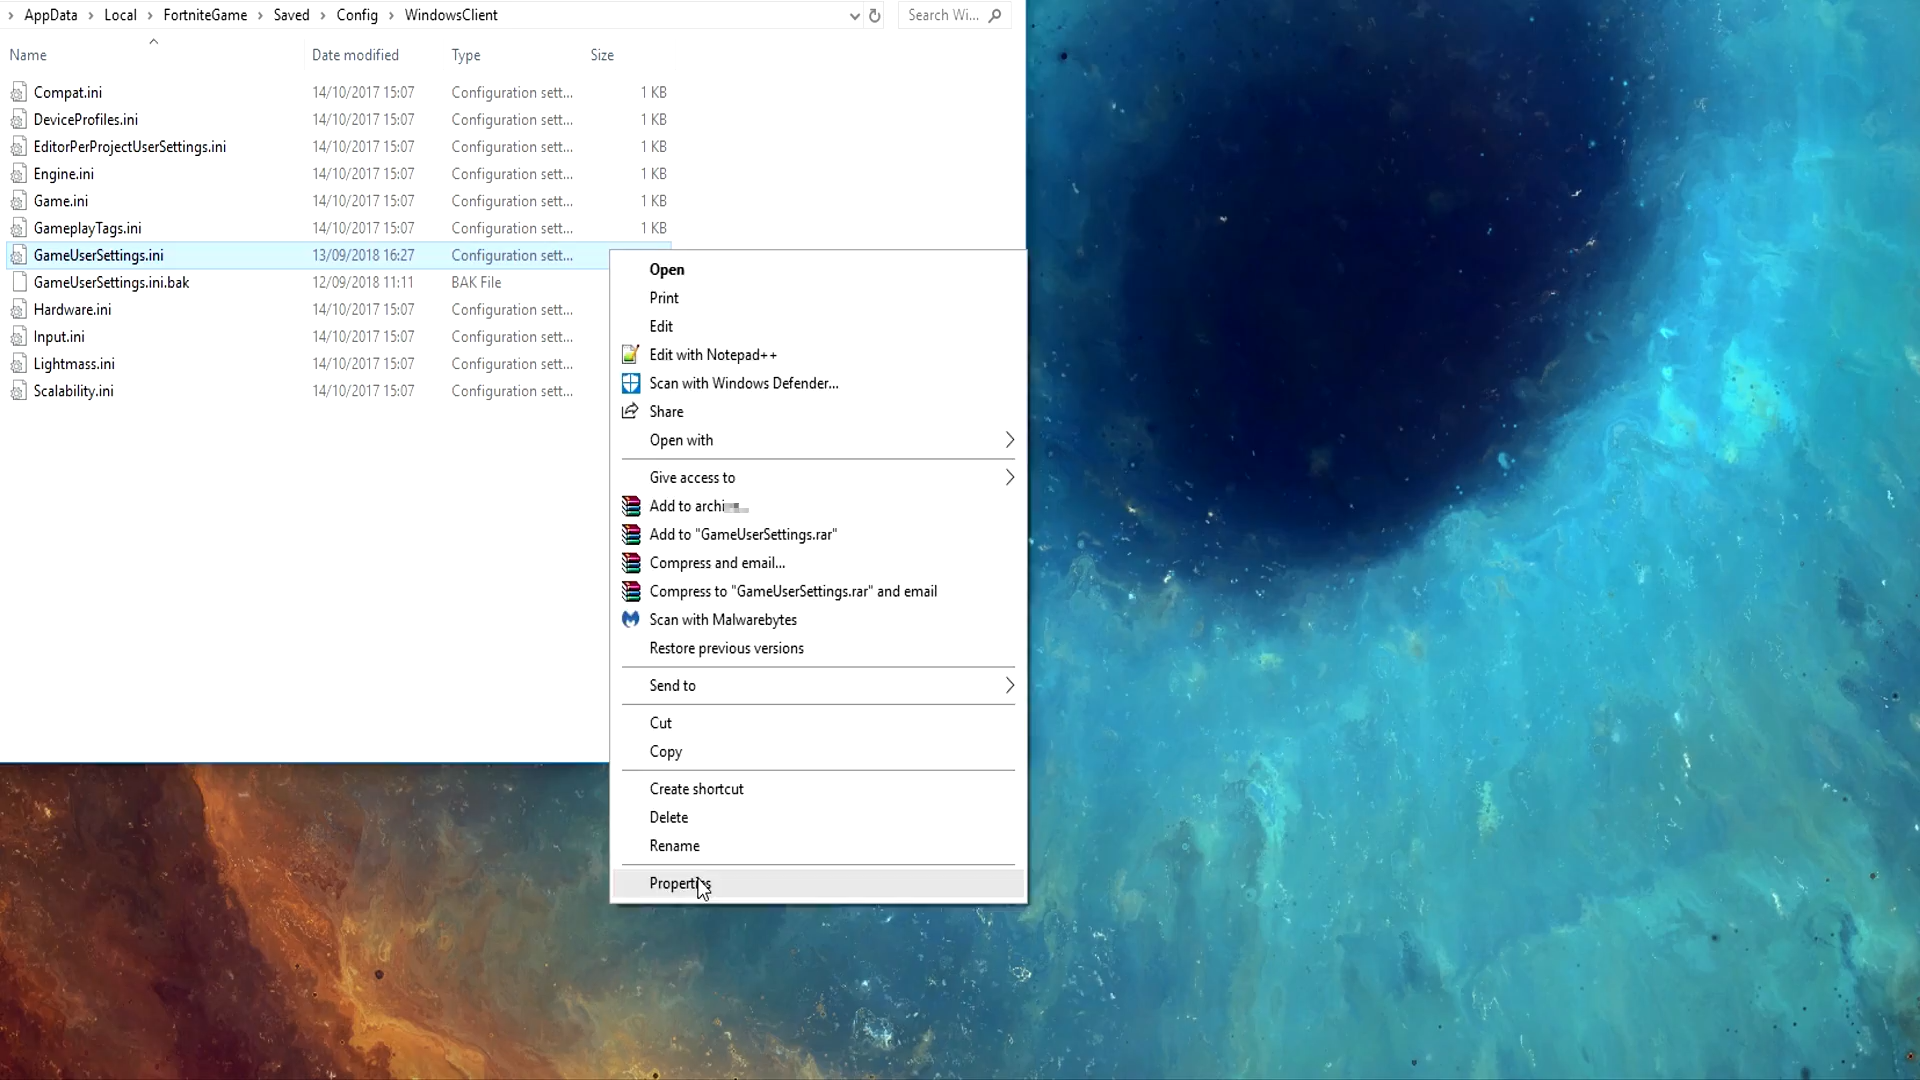 AppData > Local > FortniteGame > Saved > Config > WindowsClient
Search Wi...
Name Date modified Type Size
Compat.ini 14/10/2017 15:07 Configuration sett... 1 KB
DeviceProfiles.ini 14/10/2017 15:07 Configuration sett... 1 KB
EditorPerProjectUserSettings.ini 14/10/2017 15:07 Configuration sett... 1 KB
Engine.ini 14/10/2017 15:07 Configuration sett... 1 KB
Game.ini 14/10/2017 15:07 Configuration sett... 1 KB
GameplayTags.ini 14/10/2017 15:07 Configuration sett... 1 KB
GameUserSettings.ini 13/09/2018 16:27 Configuration sett...
GameUserSettings.ini.bak 12/09/2018 11:11 BAK File
Hardware.ini 14/10/2017 15:07 Configuration sett...
Input.ini 14/10/2017 15:07 Configuration sett...
Lightmass.ini 14/10/2017 15:07 Configuration sett...
Scalability.ini 14/10/2017 15:07 Configuration sett...
Open
Print
Edit
Edit with Notepad++
Scan with Windows Defender...
Share
Open with
Give access to
Add to
Add to "GameUserSettings.rar"
Compress and email...
Compress to "GameUserSettings.rar" and email
Scan with Malwarebytes
Restore previous versions
Send to
Cut
Copy
Create shortcut
Delete
Rename
Properties